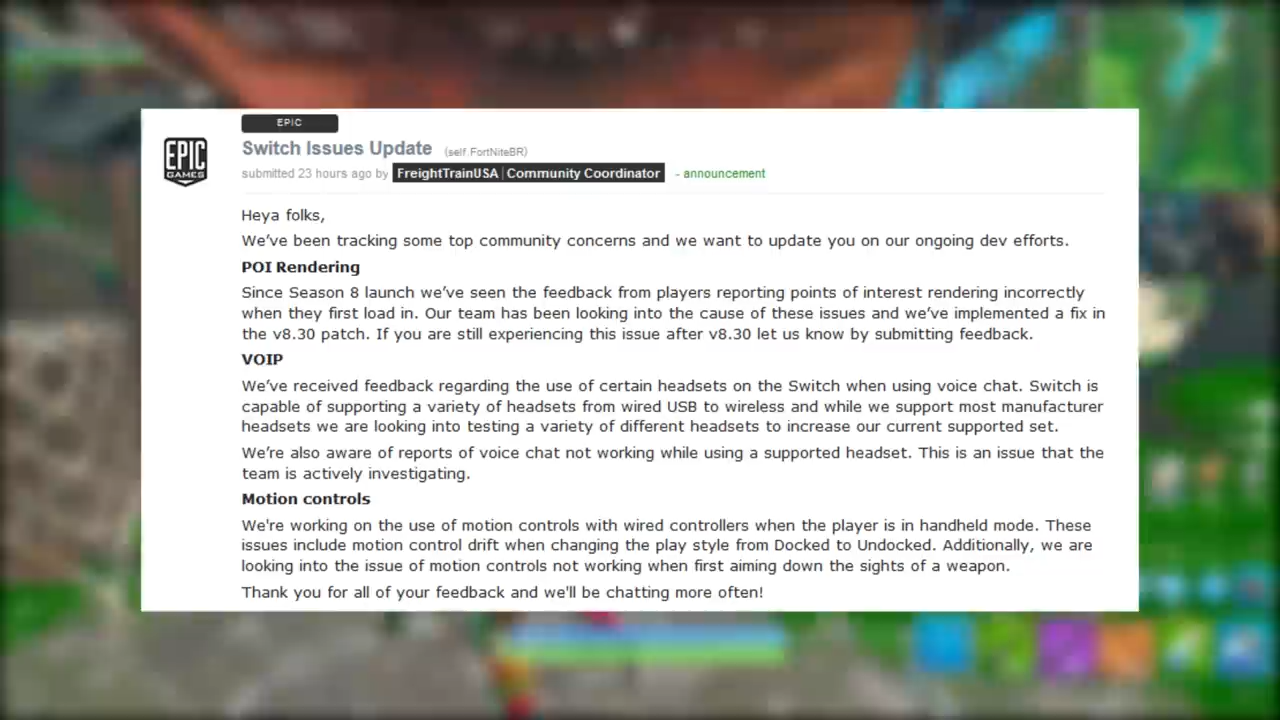 EPIC
EPIC
GAMES
Switch Issues Update (self.FortNiteBR)
submitted 23 hours ago by FreightTrainUSA | Community Coordinator - announcement
Heya folks,
We've been tracking some top community concerns and we want to update you on our ongoing dev efforts.
POI Rendering
Since Season 8 launch we've seen the feedback from players reporting points of interest rendering incorrectly
when they first load in. Our team has been looking into the cause of these issues and we've implemented a fix in
the v8.30 patch. If you are still experiencing this issue after v8.30 let us know by submitting feedback.
VOIP
We've received feedback regarding the use of certain headsets on the Switch when using voice chat. Switch is
capable of supporting a variety of headsets from wired USB to wireless and while we support most manufacturer
headsets we are looking into testing a variety of different headsets to increase our current supported set.
We're also aware of reports of voice chat not working while using a supported headset. This is an issue that the
team is actively investigating.
Motion controls
We're working on the use of motion controls with wired controllers when the player is in handheld mode. These
issues include motion control drift when changing the play style from Docked to Undocked. Additionally, we are
looking into the issue of motion controls not working when first aiming down the sights of a weapon.
Thank you for all of your feedback and we'll be chatting more often!